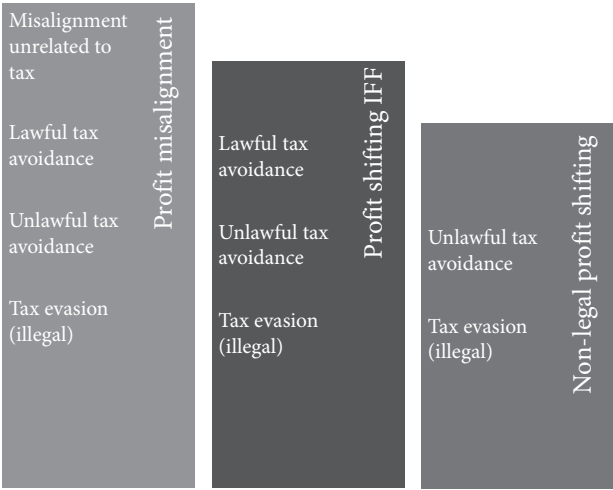 Misalignment
unrelated to
tax
Lawful tax
avoidance
Unlawful tax
avoidance
Tax evasion
(illegal)
Profit misalignment
Lawful tax
avoidance
Unlawful tax
avoidance
Tax evasion
(illegal)
Profit shifting IFF
Unlawful tax
avoidance
Tax evasion
(illegal)
Non-legal profit shifting